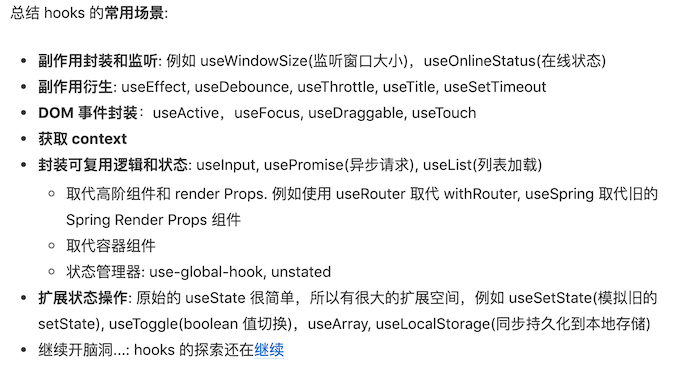 总结 hooks 的常用场景:
副作用封装和监听: 例如 useWindowSize(监听窗口大小)，useOnlineStatus(在线状态)
副作用衍生: useEffect, useDebounce, useThrottle, useTitle, useSetTimeout
DOM 事件封装：useActive，useFocus, useDraggable, useTouch
获取 context
封装可复用逻辑和状态: useInput, usePromise(异步请求), useList(列表加载)
取代高阶组件和 render Props. 例如使用 useRouter 取代 withRouter, useSpring 取代旧的
Spring Render Props 组件
取代容器组件
状态管理器: use-global-hook, unstated
扩展状态操作: 原始的 useState 很简单，所以有很大的扩展空间，例如 useSetState(模拟旧的
setState), useToggle(boolean 值切换)，useArray, useLocalStorage(同步持久化到本地存储)
继续开脑洞...: hooks 的探索还在继续